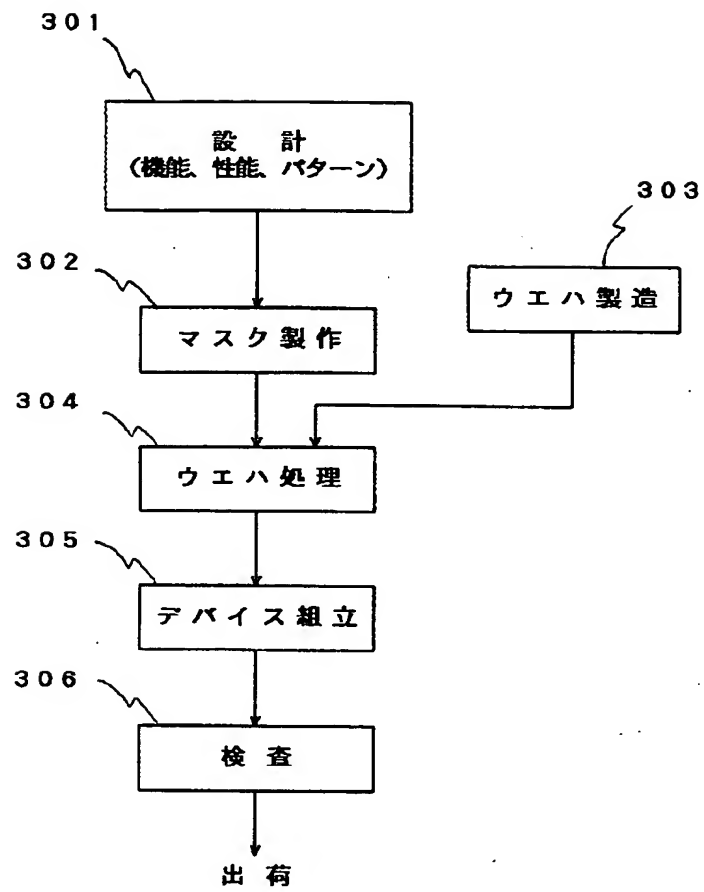 301
設計
(機能、性能、パターン)
303
302
ウエハ製造
マスク製作
304
ウエハ処理
305
デバイス組立
306
検査
出荷